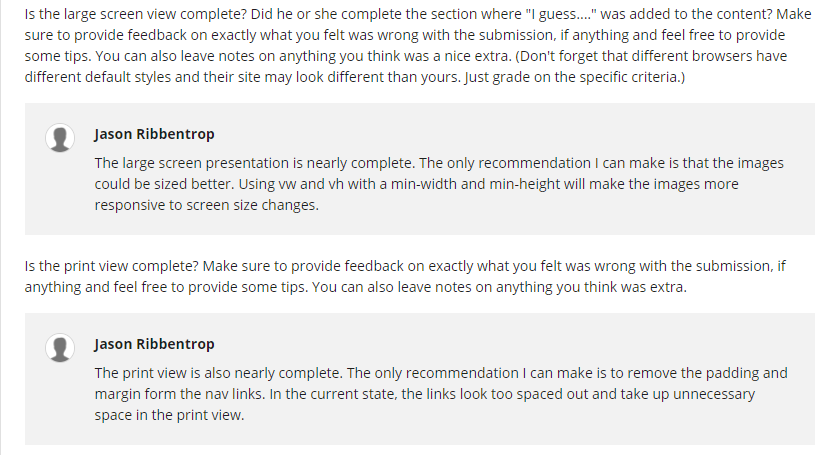 Is the large screen view complete? Did he or she complete the section where "I guess...." was added to the content? Make
sure to provide feedback on exactly what you felt was wrong with the submission, if anything and feel free to provide
some tips. You can also leave notes on anything you think was a nice extra. (Don't forget that different browsers have
different default styles and their site may look different than yours. Just grade on the specific criteria.)
Jason Ribbentrop
The large screen presentation is nearly complete. The only recommendation I can make is that the images
could be sized better. Using vw and vh with a min-width and min-height will make the images more
responsive to screen size changes.
Is the print view complete? Make sure to provide feedback on exactly what you felt was wrong with the submission, if
anything and feel free to provide some tips. You can also leave notes on anything you think was extra.
Jason Ribbentrop
The print view is also nearly complete. The only recommendation I can make is to remove the padding and
margin form the nav links. In the current state, the links look too spaced out and take up unnecessary
space in the print view.